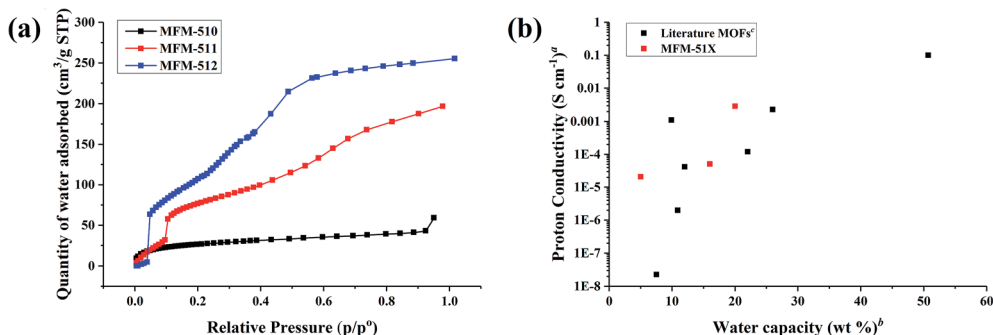 (a)
MFM-510
MFM-511
MFM-512
Quantity of water adsorbed (cm³/g STP)
250
200
150
100
50
0
0.0 0.2 0.4 0.6 0.8 1.0
Relative Pressure (p/pº)
(b)
Literature MOFsᶜ
MFM-51X
Proton Conductivity (S cm⁻¹)ᵃ
1
0.1
0.01
0.001
1E-4
1E-5
1E-6
1E-7
1E-8
0 10 20 30 40 50 60
Water capacity (wt %)ᵇ